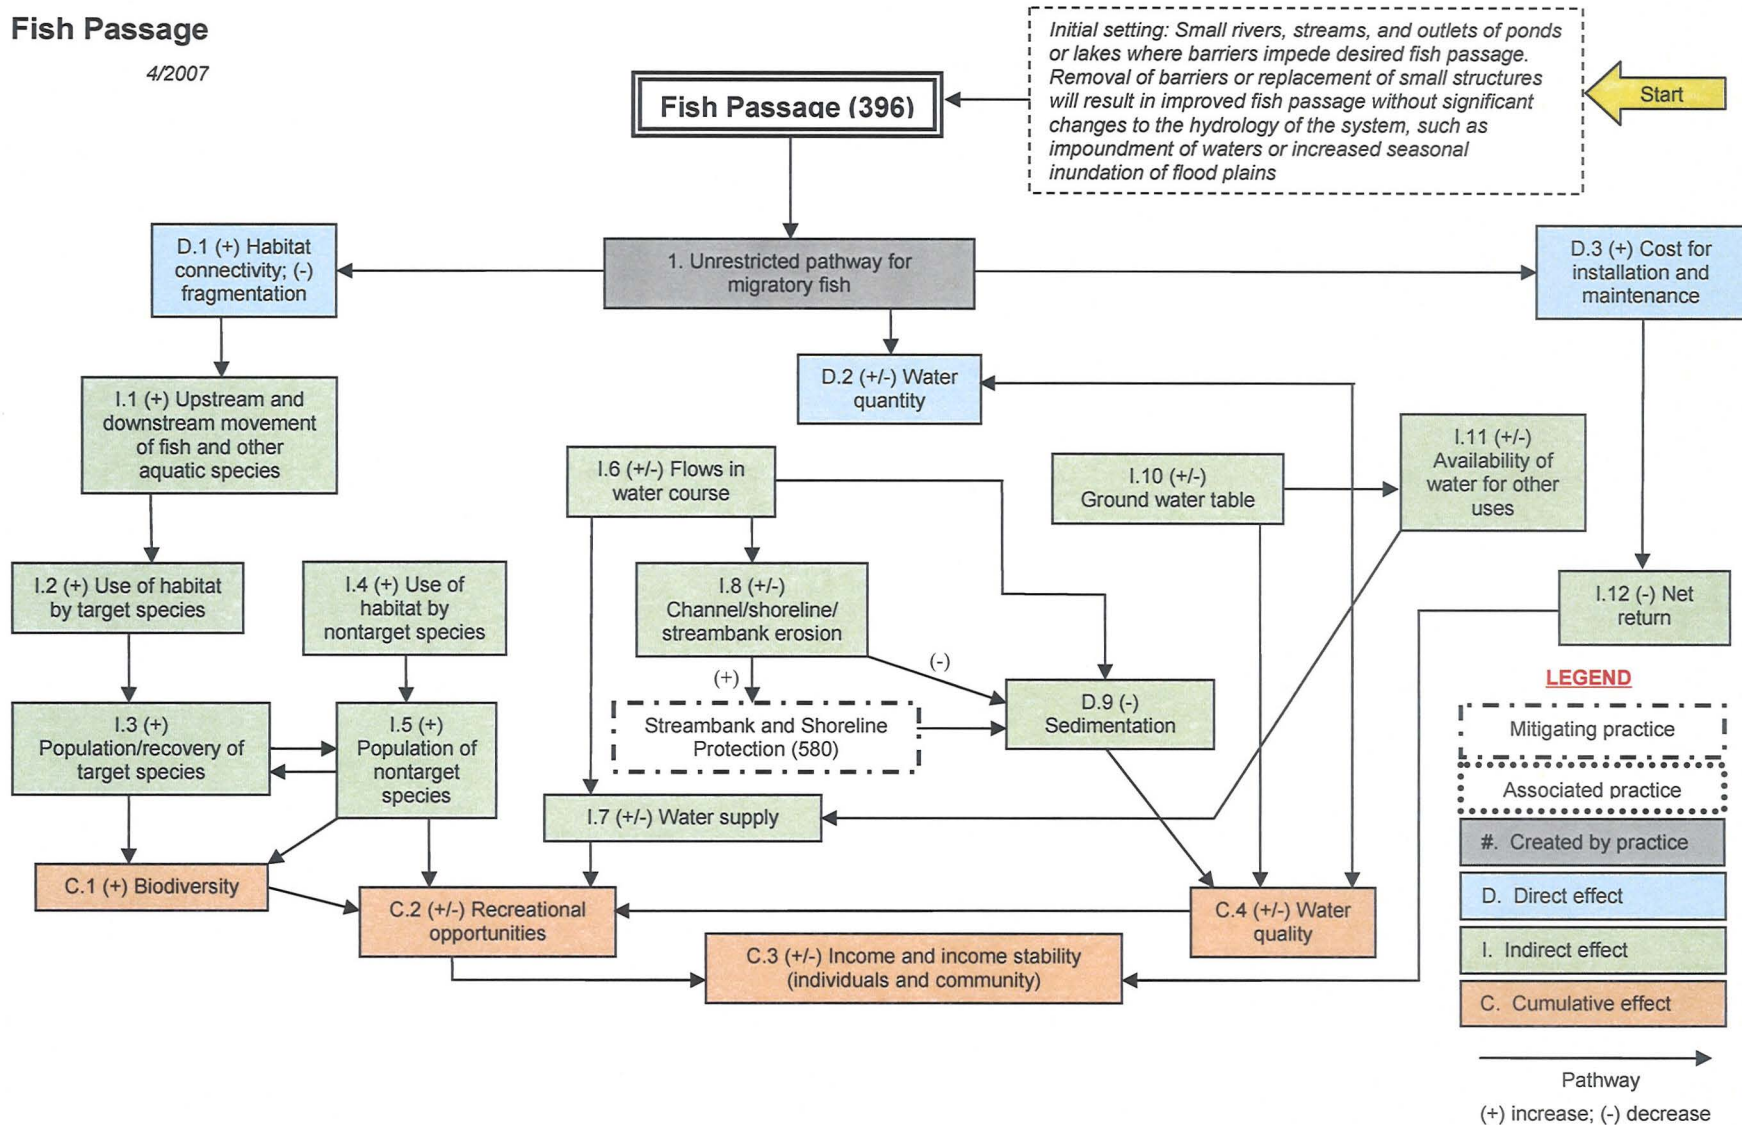 Fish Passage
4/2007
Fish Passage (396)
Initial setting: Small rivers, streams, and outlets of ponds
or lakes where barriers impede desired fish passage.
Removal of barriers or replacement of small structures
will result in improved fish passage without significant
changes to the hydrology of the system, such as
impoundment of waters or increased seasonal
inundation of flood plains
Start
D.1 (+) Habitat
connectivity; (-)
fragmentation
1. Unrestricted pathway for
migratory fish
D.3 (+) Cost for
installation and
maintenance
D.2 (+/-) Water
quantity
I.1 (+) Upstream and
downstream movement
of fish and other
aquatic species
I.6 (+/-) Flows in
water course
I.10 (+/-)
Ground water table
I.11 (+/-)
Availability of
water for other
uses
I.2 (+) Use of habitat
by target species
I.4 (+) Use of
habitat by
nontarget species
I.8 (+/-)
Channel/shoreline/
streambank erosion
I.12 (-) Net
return
(+)
(-)
I.3 (+)
Population/recovery of
target species
I.5 (+)
Population of
nontarget
species
Streambank and Shoreline
Protection (580)
D.9 (-)
Sedimentation
I.7 (+/-) Water supply
C.1 (+) Biodiversity
C.2 (+/-) Recreational
opportunities
C.4 (+/-) Water
quality
C.3 (+/-) Income and income stability
(individuals and community)
LEGEND
Mitigating practice
Associated practice
#. Created by practice
D. Direct effect
I. Indirect effect
C. Cumulative effect
Pathway
(+) increase; (-) decrease